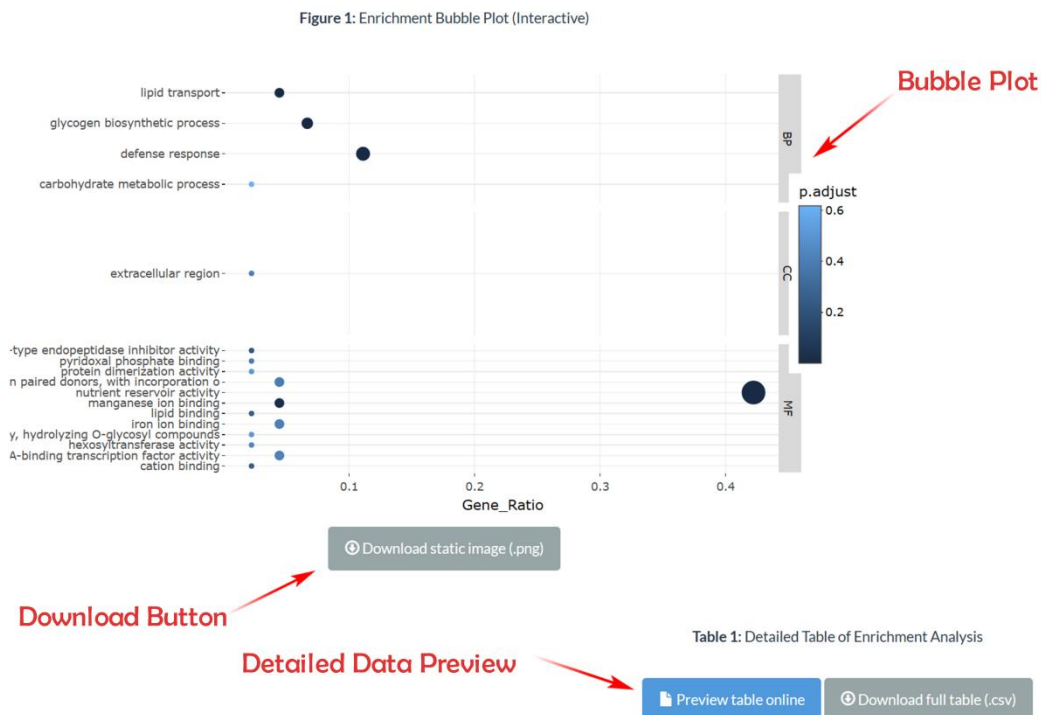 Figure 1: Enrichment Bubble Plot (Interactive)
Bubble Plot
lipid transport
glycogen biosynthetic process
defense response
carbohydrate metabolic process
BP
p.adjust
0.6
0.4
0.2
extracellular region
CC
-type endopeptidase inhibitor activity
pyridoxal phosphate binding
protein dimerization activity
n paired donors, with incorporation o
nutrient reservoir activity
manganese ion binding
lipid binding
iron ion binding
y, hydrolyzing O-glycosyl compounds
hexosyltransferase activity
A-binding transcription factor activity
cation binding
MF
0.1 0.2 0.3 0.4
Gene_Ratio
Download static image (.png)
Download Button
Table 1: Detailed Table of Enrichment Analysis
Detailed Data Preview
Preview table online
Download full table (.csv)